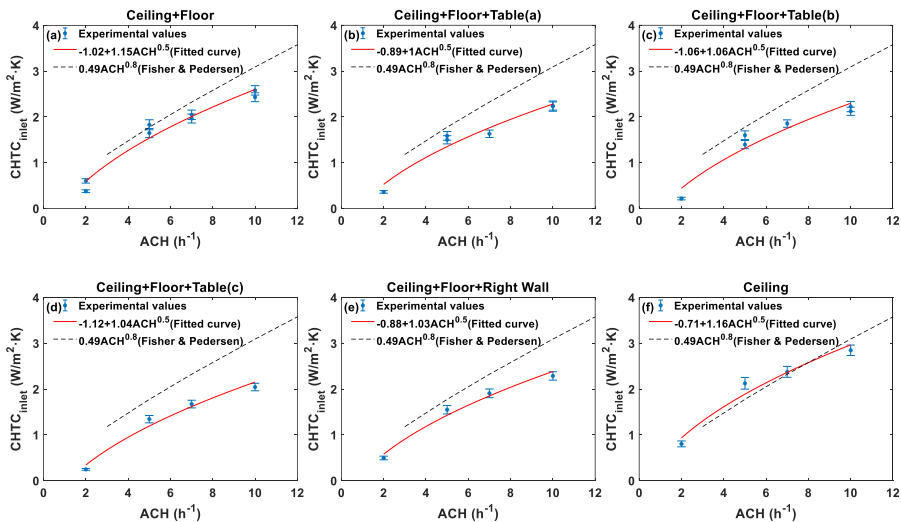 Ceiling+Floor
(a) Experimental values
-1.02+1.15ACH^0.5(Fitted curve)
0.49ACH^0.8(Fisher & Pedersen)
CHTC_inlet (W/m²·K)
4
3
2
1
0
0 2 4 6 8 10 12
ACH (h⁻¹)
Ceiling+Floor+Table(a)
(b) Experimental values
-0.89+1ACH^0.5(Fitted curve)
0.49ACH^0.8(Fisher & Pedersen)
CHTC_inlet (W/m²·K)
4
3
2
1
0
0 2 4 6 8 10 12
ACH (h⁻¹)
Ceiling+Floor+Table(b)
(c) Experimental values
-1.06+1.06ACH^0.5(Fitted curve)
0.49ACH^0.8(Fisher & Pedersen)
CHTC_inlet (W/m²·K)
4
3
2
1
0
0 2 4 6 8 10 12
ACH (h⁻¹)
Ceiling+Floor+Table(c)
(d) Experimental values
-1.12+1.04ACH^0.5(Fitted curve)
0.49ACH^0.8(Fisher & Pedersen)
CHTC_inlet (W/m²·K)
4
3
2
1
0
0 2 4 6 8 10 12
ACH (h⁻¹)
Ceiling+Floor+Right Wall
(e) Experimental values
-0.88+1.03ACH^0.5(Fitted curve)
0.49ACH^0.8(Fisher & Pedersen)
CHTC_inlet (W/m²·K)
4
3
2
1
0
0 2 4 6 8 10 12
ACH (h⁻¹)
Ceiling
(f) Experimental values
-0.71+1.16ACH^0.5(Fitted curve)
0.49ACH^0.8(Fisher & Pedersen)
CHTC_inlet (W/m²·K)
4
3
2
1
0
0 2 4 6 8 10 12
ACH (h⁻¹)